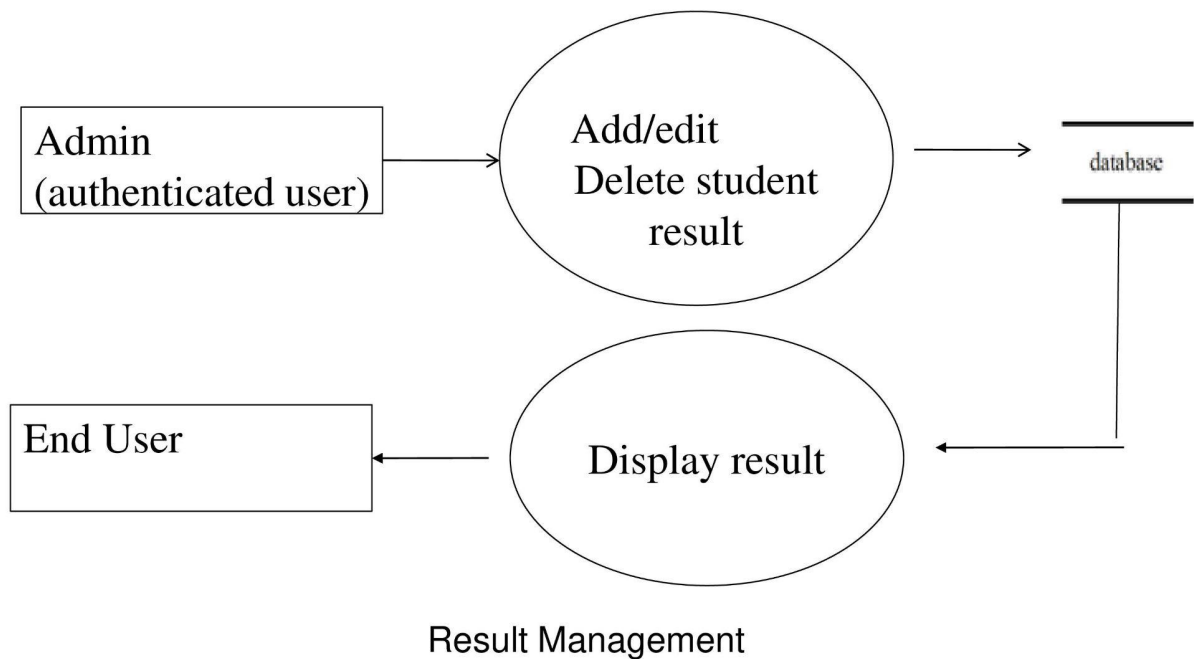 Admin
(authenticated user)
Add/edit
Delete student
result
database
End User
Display result
Result Management